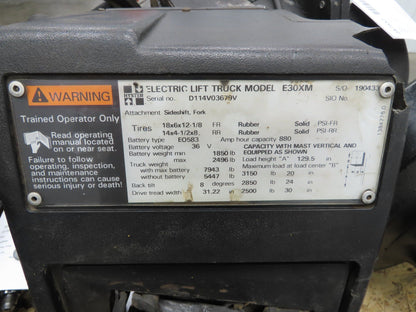 WARNING
Trained Operator Only
Read operating
manual located
on or near seat.
Failure to follow
operating, inspection,
and maintenance
instructions can cause
serious injury or death!
HYSTER
ELECTRIC LIFT TRUCK MODEL E30XM S/O- 190433
Serial no. D114V03679V SIO No.
Attachment Sideshift, Fork
Tires 18x6x12-1/8 FR Rubber Solid PSI-FR
14x4-1/2x8 RR Rubber Solid PSI-RR
Battery type EO583 Amp hour capacity 880
Battery voltage 36 V CAPACITY WITH MAST VERTICAL AND
EQUIPPED AS SHOWN
Battery weight min 1850 lb
max 2496 lb Load height "A" 129.5 in
Truck weight Maximum load at load center "B"
with max battery 7943 lb 3150 lb 20 in
without battery 5447 lb 2850 lb 24 in
Back tilt 8 degrees 2500 lb 30 in
Drive tread width 31.22 in